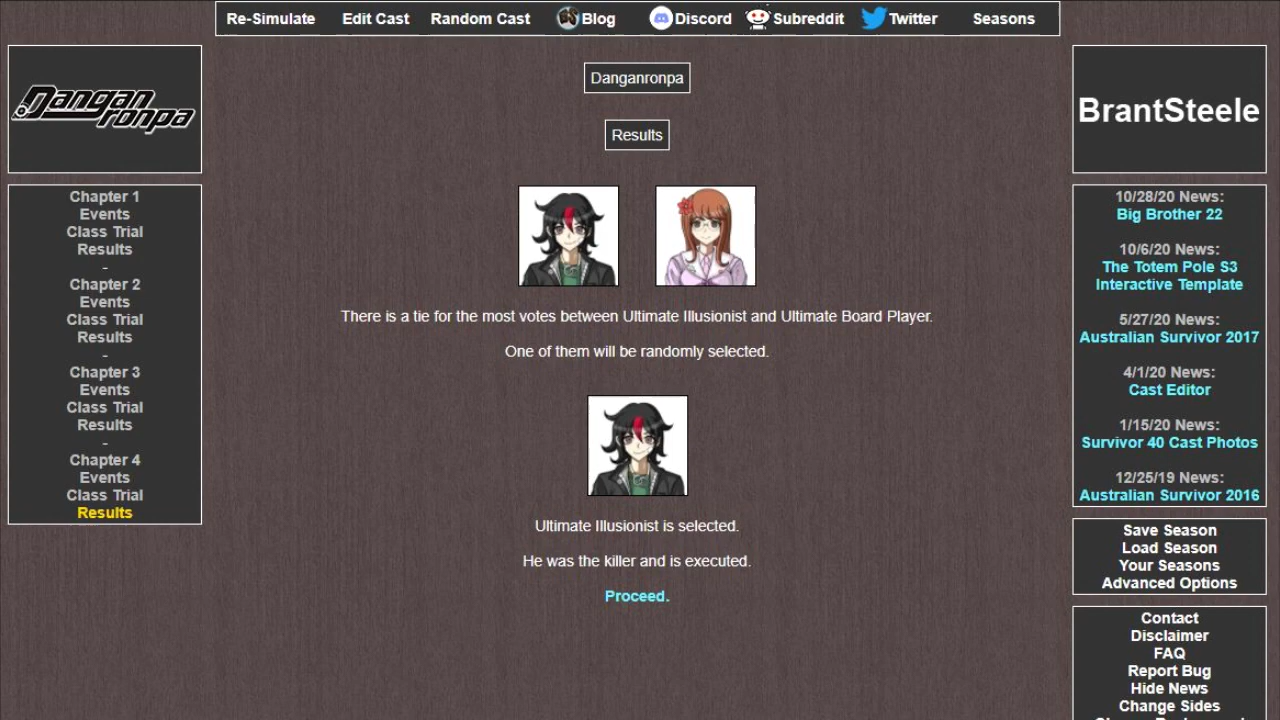 Re-Simulate Edit Cast Random Cast Blog Discord Subreddit Twitter Seasons
Danganronpa
Chapter 1
Events
Class Trial
Results
-
Chapter 2
Events
Class Trial
Results
-
Chapter 3
Events
Class Trial
Results
-
Chapter 4
Events
Class Trial
Results
Danganronpa
Results
There is a tie for the most votes between Ultimate Illusionist and Ultimate Board Player.
One of them will be randomly selected.
Ultimate Illusionist is selected.
He was the killer and is executed.
Proceed.
BrantSteele
10/28/20 News:
Big Brother 22
10/6/20 News:
The Totem Pole S3
Interactive Template
5/27/20 News:
Australian Survivor 2017
4/1/20 News:
Cast Editor
1/15/20 News:
Survivor 40 Cast Photos
12/25/19 News:
Australian Survivor 2016
Save Season
Load Season
Your Seasons
Advanced Options
Contact
Disclaimer
FAQ
Report Bug
Hide News
Change Sides